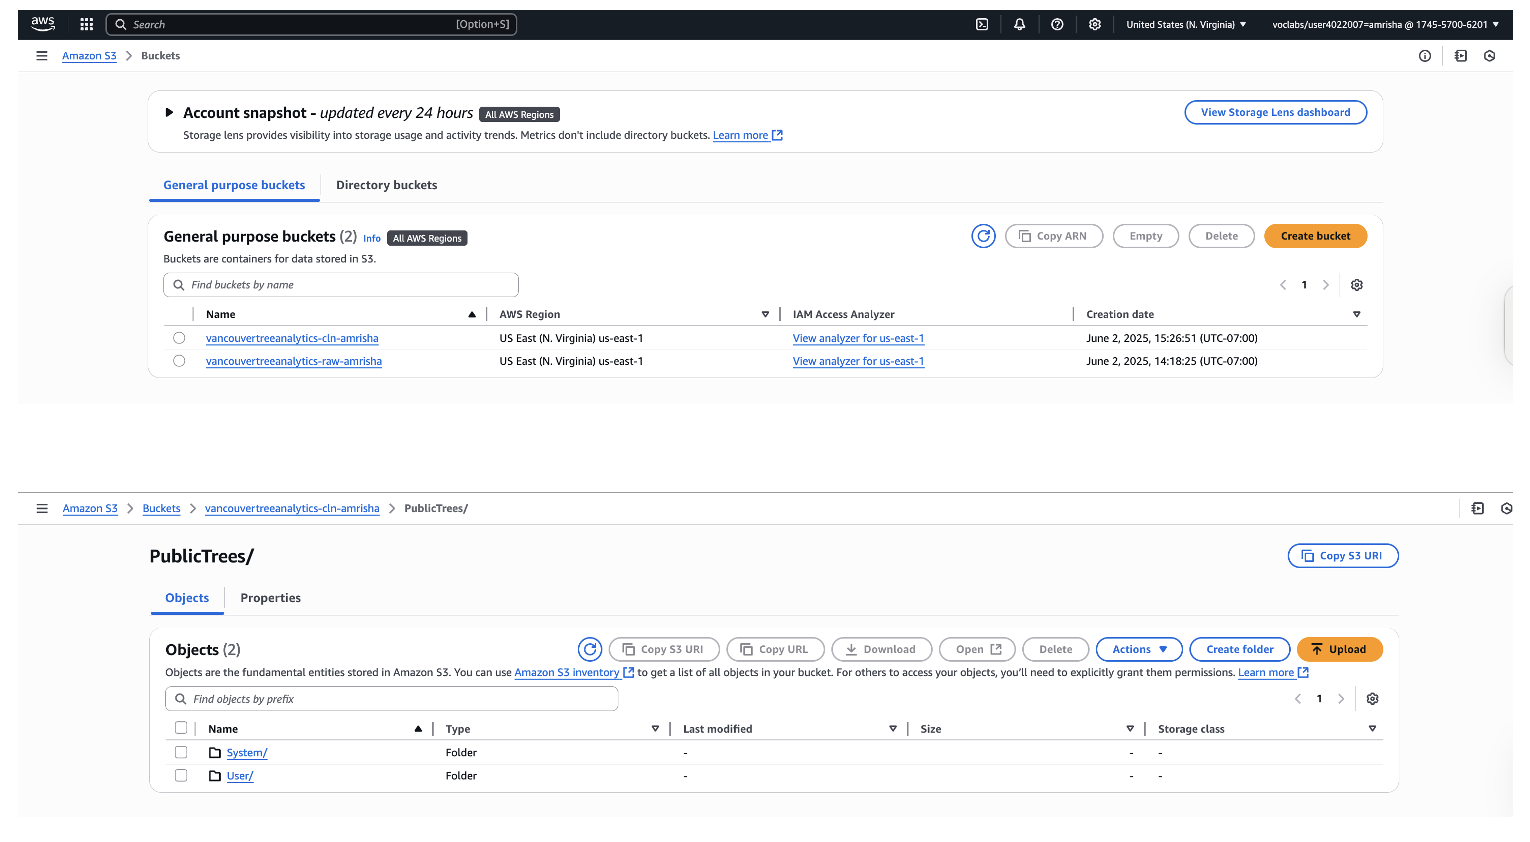 aws Search [Option+S] United States (N. Virginia) ▼ voclabs/user4022007=amrisha @ 1745-5700-6201 ▼
Amazon S3 > Buckets
Account snapshot - updated every 24 hours All AWS Regions View Storage Lens dashboard
Storage lens provides visibility into storage usage and activity trends. Metrics don't include directory buckets. Learn more
General purpose buckets Directory buckets
General purpose buckets (2) Info All AWS Regions Copy ARN Empty Delete Create bucket
Buckets are containers for data stored in S3.
Find buckets by name < 1 >
Name AWS Region IAM Access Analyzer Creation date
vancouvertreeanalytics-cln-amrisha US East (N. Virginia) us-east-1 View analyzer for us-east-1 June 2, 2025, 15:26:51 (UTC-07:00)
vancouvertreeanalytics-raw-amrisha US East (N. Virginia) us-east-1 View analyzer for us-east-1 June 2, 2025, 14:18:25 (UTC-07:00)
Amazon S3 > Buckets > vancouvertreeanalytics-cln-amrisha > PublicTrees/
PublicTrees/ Copy S3 URI
Objects Properties
Objects (2) Copy S3 URI Copy URL Download Open Delete Actions ▼ Create folder Upload
Objects are the fundamental entities stored in Amazon S3. You can use Amazon S3 inventory to get a list of all objects in your bucket. For others to access your objects, you'll need to explicitly grant them permissions. Learn more
Find objects by prefix < 1 >
Name Type Last modified Size Storage class
System/ Folder - - -
User/ Folder - - -